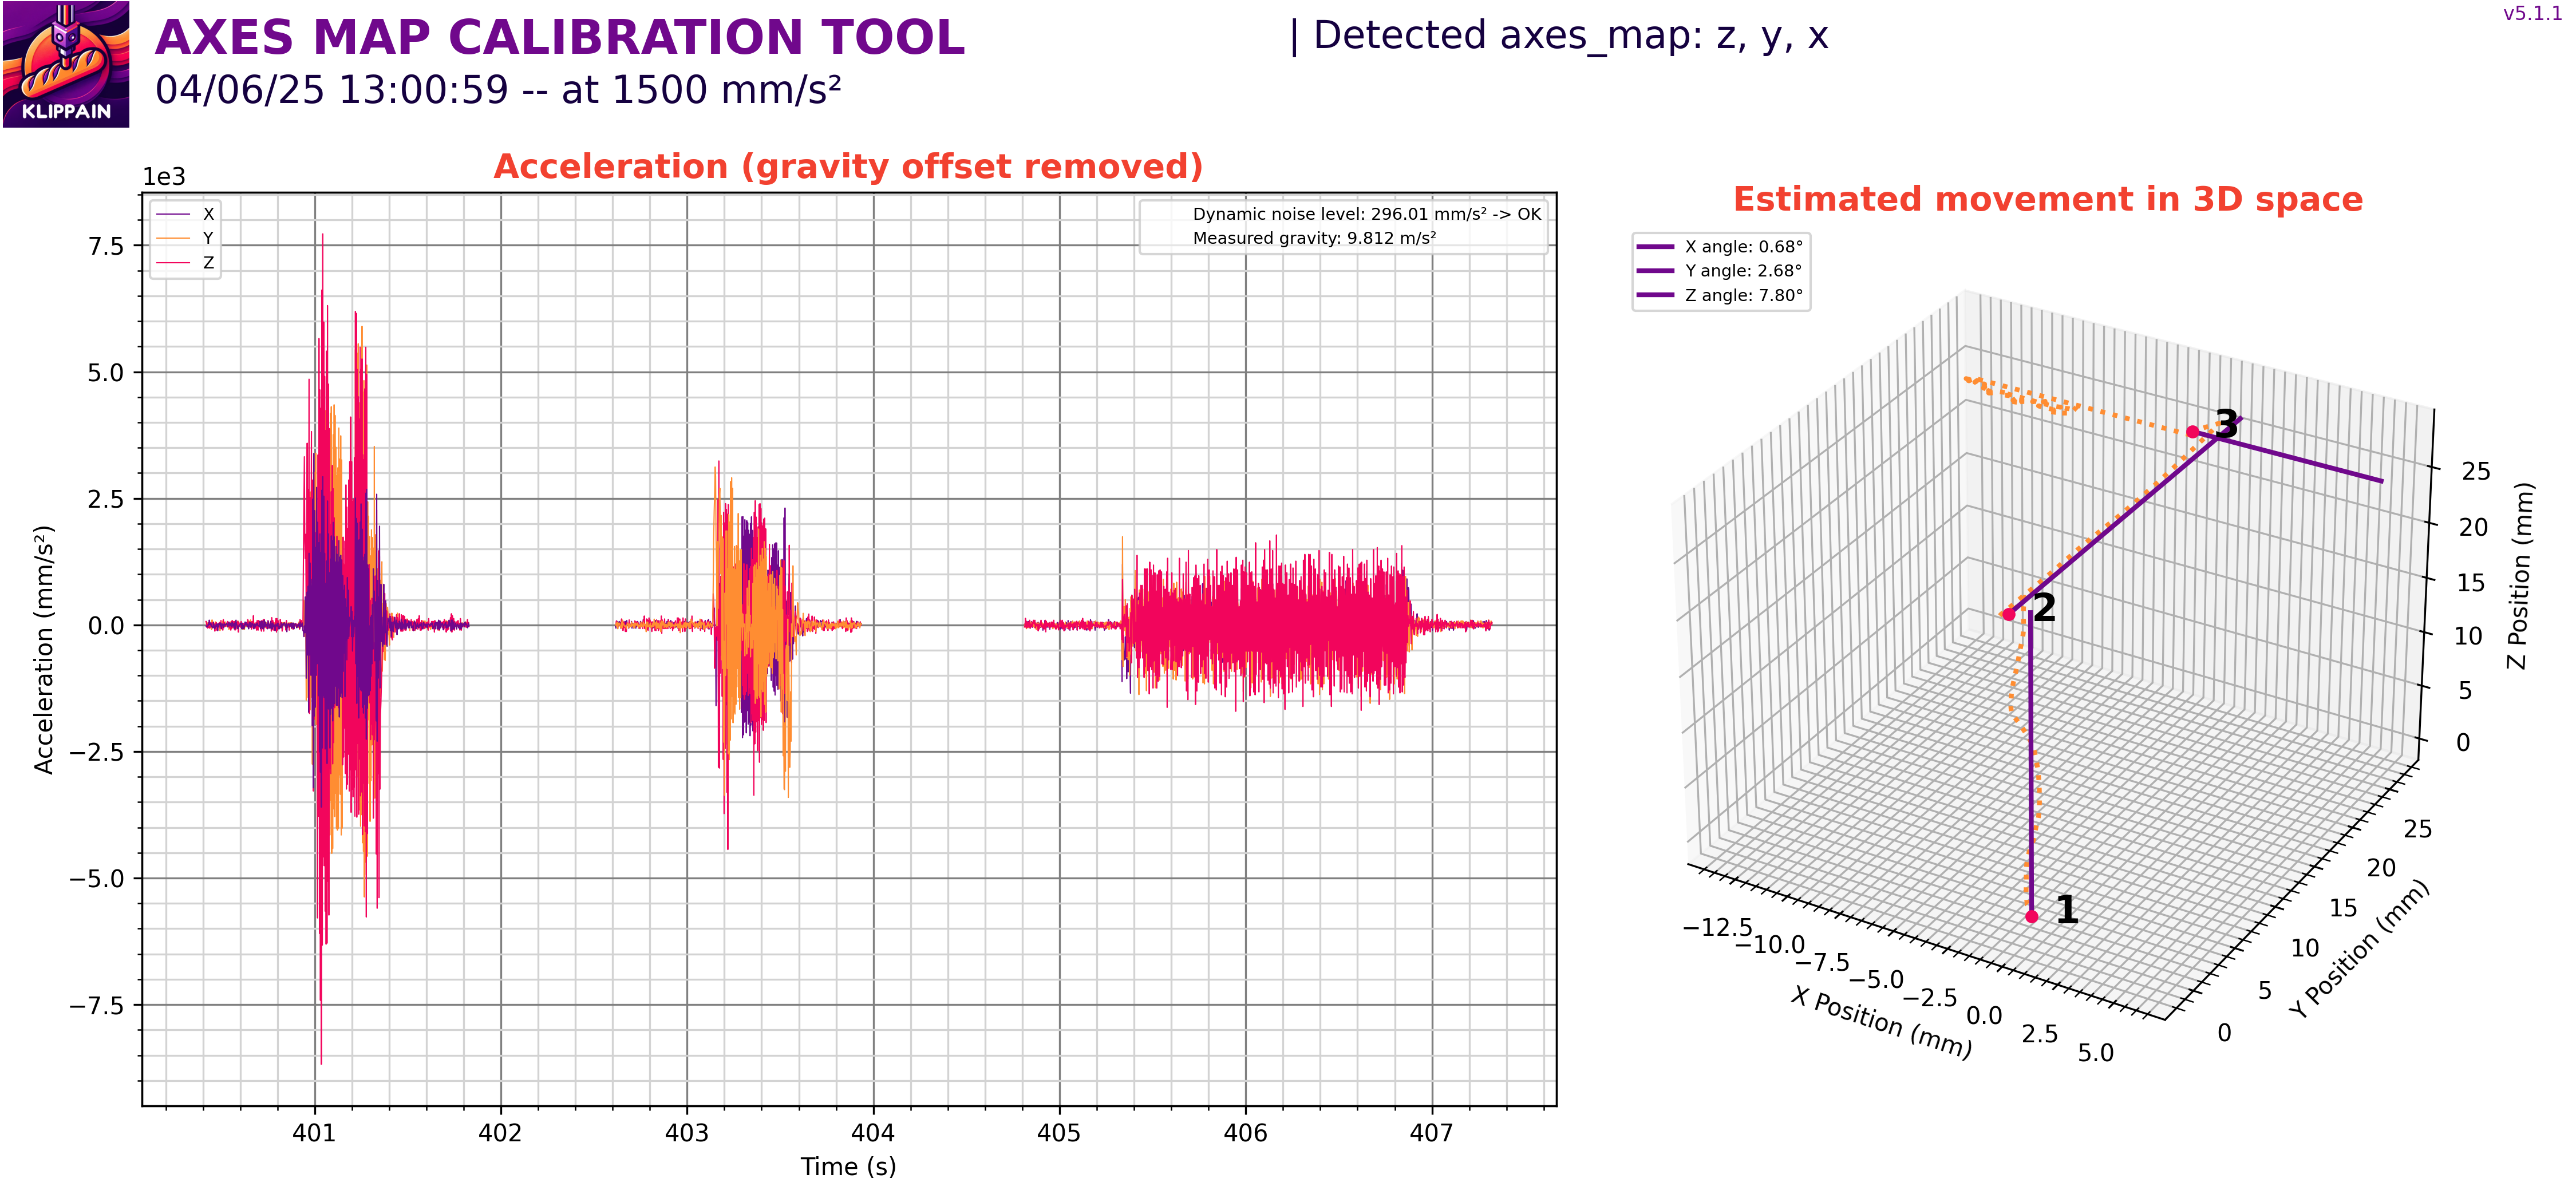 KLIPPAIN
AXES MAP CALIBRATION TOOL
04/06/25 13:00:59 -- at 1500 mm/s²
| Detected axes_map: z, y, x
v5.1.1
Acceleration (gravity offset removed)
1e3
X
Y
Z
Dynamic noise level: 296.01 mm/s² -> OK
Measured gravity: 9.812 m/s²
7.5
5.0
2.5
0.0
−2.5
−5.0
−7.5
Acceleration (mm/s²)
401
402
403
404
405
406
407
Time (s)
Estimated movement in 3D space
X angle: 0.68°
Y angle: 2.68°
Z angle: 7.80°
3
2
1
25
20
15
10
5
0
Z Position (mm)
−12.5
−10.0
−7.5
−5.0
−2.5
0.0
2.5
5.0
X Position (mm)
0
5
10
15
20
25
Y Position (mm)